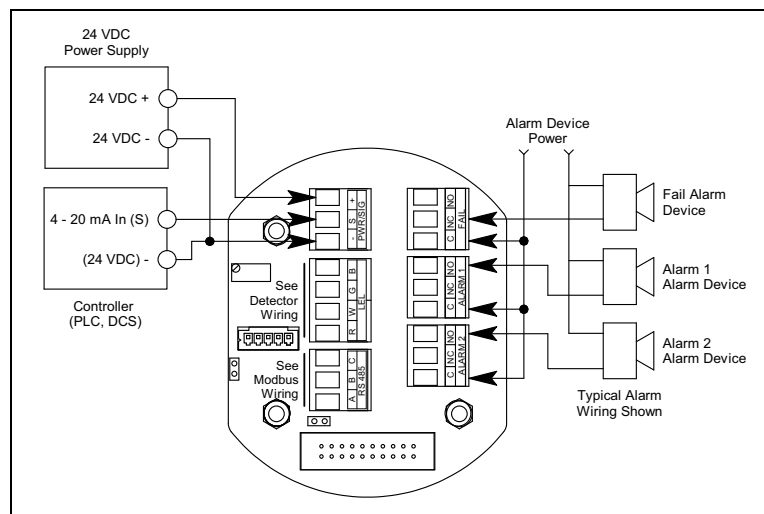 24 VDC
Power Supply
24 VDC +
24 VDC -
4 - 20 mA In (S)
(24 VDC) -
Controller
(PLC, DCS)
+
S
-
PWR/SIG
See
Detector
Wiring
B
G
W
R
LEL
See
Modbus
Wiring
C
B
A
RS 485
Alarm Device
Power
NO
NC
C
FAIL
NO
NC
C
ALARM 1
NO
NC
C
ALARM 2
Fail Alarm
Device
Alarm 1
Alarm Device
Alarm 2
Alarm Device
Typical Alarm
Wiring Shown